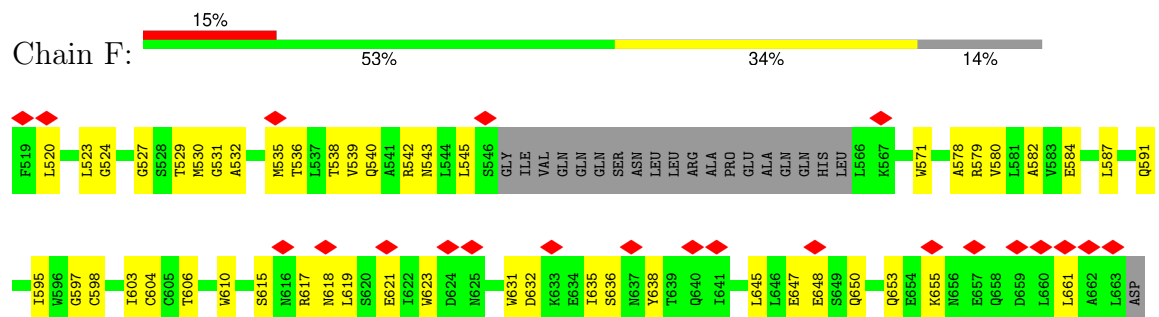 15%
Chain F:
53% 34% 14%
F519 L520 L523 G524 G527 S528 T529 M530 G531 A532 M535 T536 L537 T538 V539 Q540 A541 R542 N543 L544 L545 S546 GLY ILE VAL GLN GLN GLN SER ASN LEU LEU ARG ALA PRO GLU ALA GLN GLN HIS LEU L566 K567 W571 A578 R579 V580 L581 A582 V583 E584 L587 Q591
I595 W596 G597 C598 I603 C604 C605 T606 W610 S615 N616 R617 N618 L619 S620 E621 I622 W623 D624 N625 W631 D632 K633 E634 I635 S636 N637 Y638 T639 Q640 I641 L645 L646 E647 E648 S649 Q650 Q653 E654 K655 N656 E657 Q658 D659 L660 L661 A662 L663 ASP